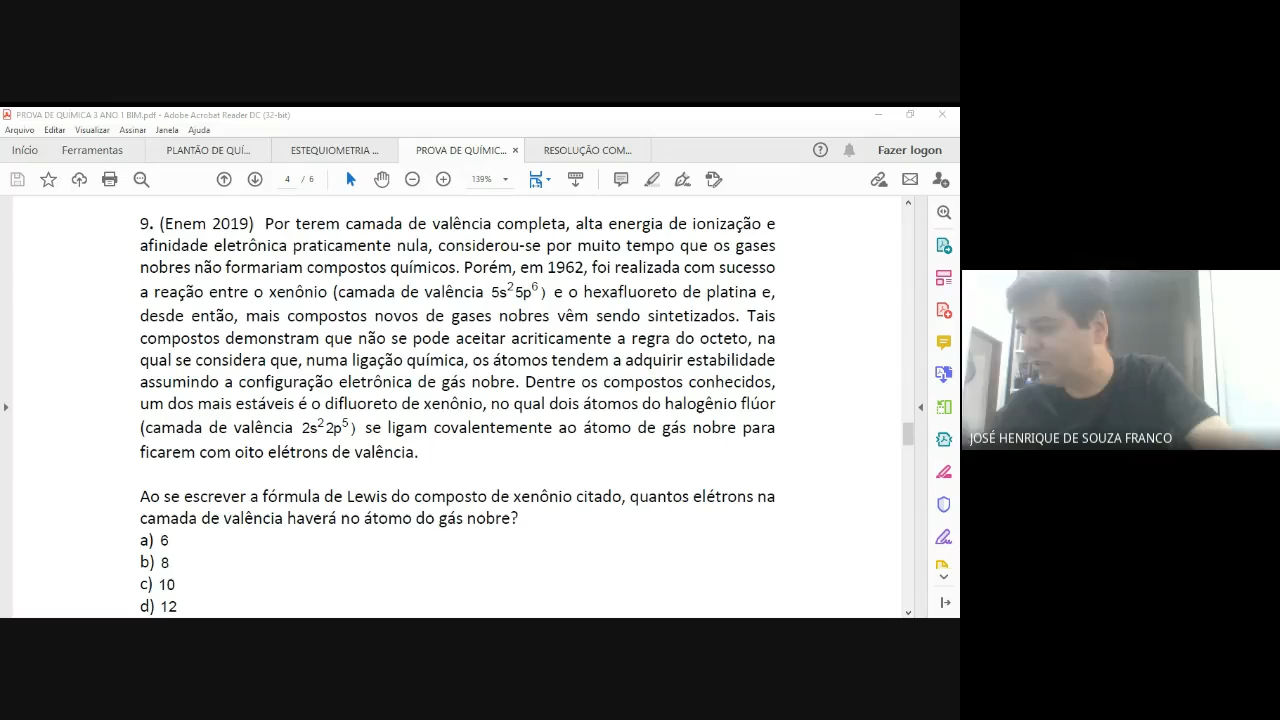 PROVA DE QUIMICA 3 ANO 1 BIM.pdf - Adobe Acrobat Reader DC (32-bit)
Arquivo Editar Visualizar Assinar Janela Ajuda
Início Ferramentas PLANTÃO DE QUÍ... ESTEQUIOMETRIA ... PROVA DE QUÍMIC... × RESOLUÇÃO COM... Fazer logon
4 / 6 139%
9. (Enem 2019) Por terem camada de valência completa, alta energia de ionização e
afinidade eletrônica praticamente nula, considerou-se por muito tempo que os gases
nobres não formariam compostos químicos. Porém, em 1962, foi realizada com sucesso
a reação entre o xenônio (camada de valência 5s²5p⁶) e o hexafluoreto de platina e,
desde então, mais compostos novos de gases nobres vêm sendo sintetizados. Tais
compostos demonstram que não se pode aceitar acriticamente a regra do octeto, na
qual se considera que, numa ligação química, os átomos tendem a adquirir estabilidade
assumindo a configuração eletrônica de gás nobre. Dentre os compostos conhecidos,
um dos mais estáveis é o difluoreto de xenônio, no qual dois átomos do halogênio flúor
(camada de valência 2s²2p⁵) se ligam covalentemente ao átomo de gás nobre para
ficarem com oito elétrons de valência.
Ao se escrever a fórmula de Lewis do composto de xenônio citado, quantos elétrons na
camada de valência haverá no átomo do gás nobre?
a) 6
b) 8
c) 10
d) 12
JOSÉ HENRIQUE DE SOUZA FRANCO